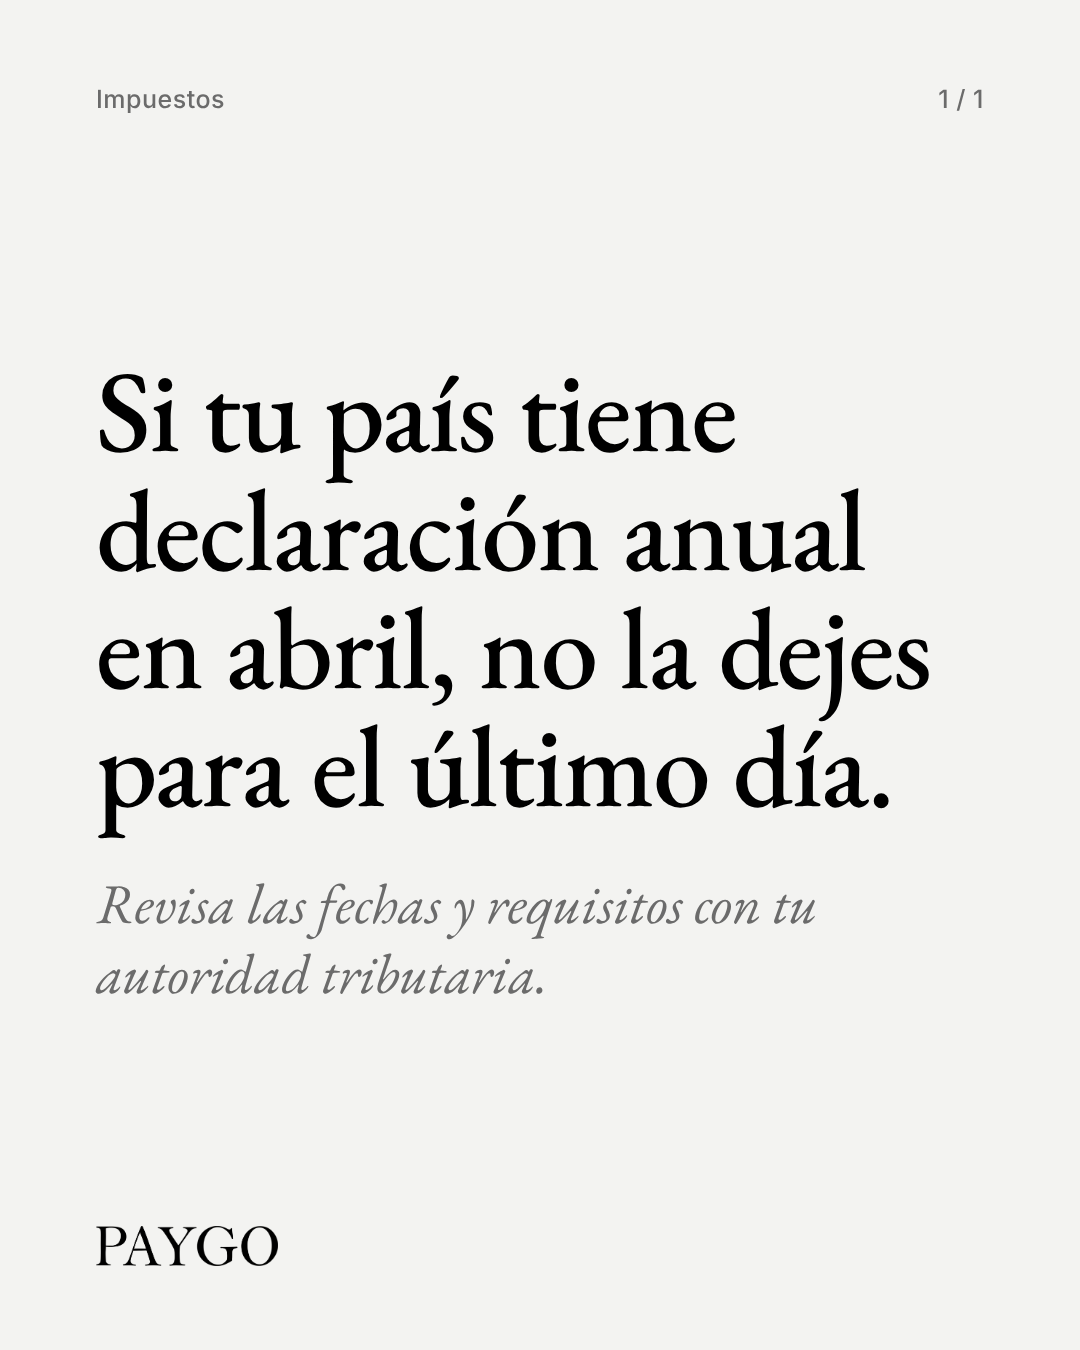 Impuestos
1 / 1
Si tu país tiene
declaración anual
en abril, no la dejes
para el último día.
Revisa las fechas y requisitos con tu
autoridad tributaria.
PAYGO